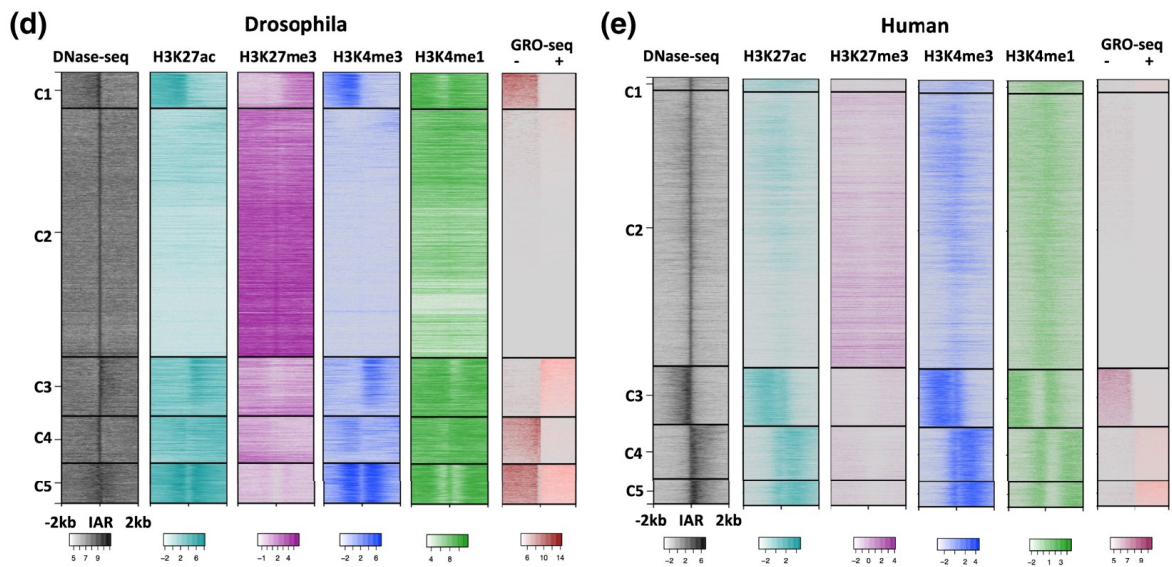 (d) Drosophila
DNase-seq H3K27ac H3K27me3 H3K4me3 H3K4me1 GRO-seq
- +
C1
C2
C3
C4
C5
-2kb IAR 2kb
5 7 9
-2 2 6
-1 2 4
-2 2 6
4 8
6 10 14
(e) Human
DNase-seq H3K27ac H3K27me3 H3K4me3 H3K4me1 GRO-seq
- +
C1
C2
C3
C4
C5
-2kb IAR 2kb
-2 2 6
-2 2
-2 0 2 4
-2 2 4
-1 1 3
5 7 9